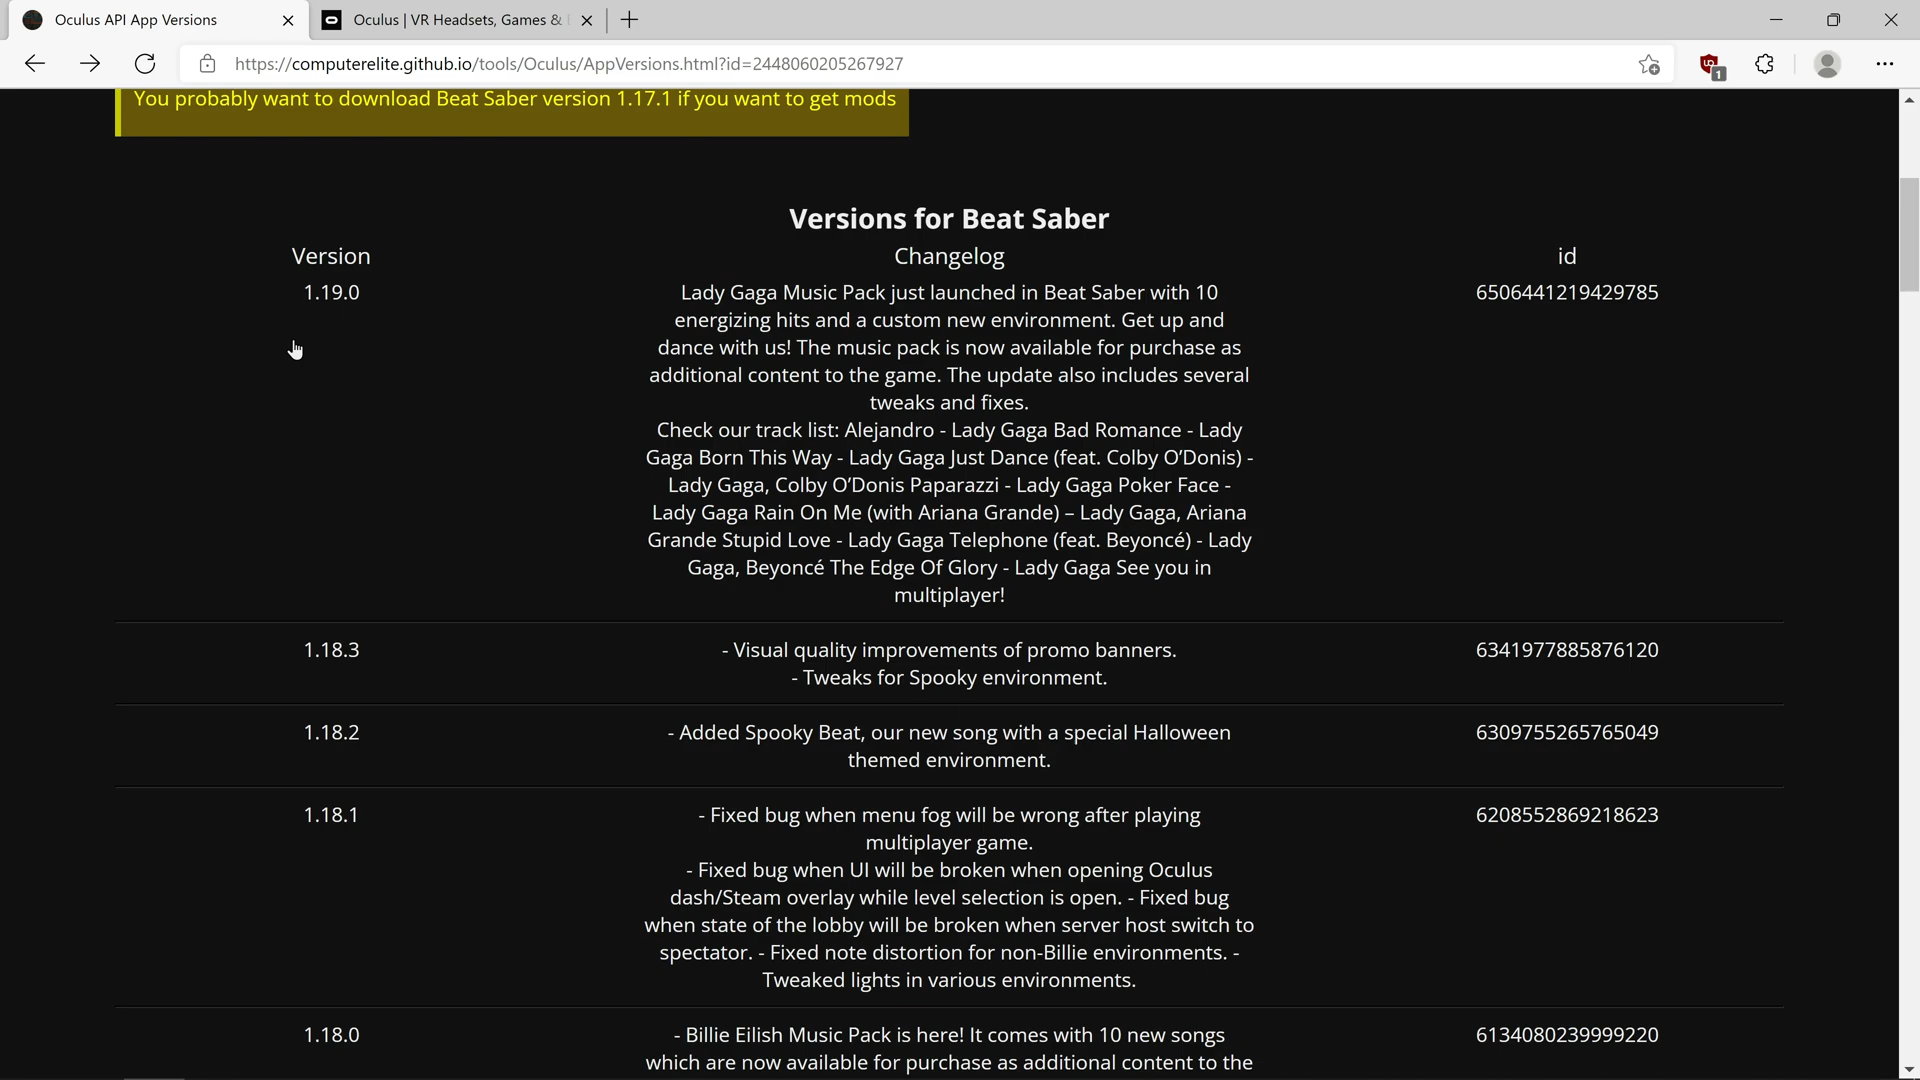 Oculus API App Versions
Oculus | VR Headsets, Games &
https://computerelite.github.io/tools/Oculus/AppVersions.html?id=2448060205267927
1
You probably want to download Beat Saber version 1.17.1 if you want to get mods
Versions for Beat Saber
Version Changelog id
1.19.0 Lady Gaga Music Pack just launched in Beat Saber with 10 6506441219429785
energizing hits and a custom new environment. Get up and
dance with us! The music pack is now available for purchase as
additional content to the game. The update also includes several
tweaks and fixes.
Check our track list: Alejandro - Lady Gaga Bad Romance - Lady
Gaga Born This Way - Lady Gaga Just Dance (feat. Colby O’Donis) -
Lady Gaga, Colby O’Donis Paparazzi - Lady Gaga Poker Face -
Lady Gaga Rain On Me (with Ariana Grande) – Lady Gaga, Ariana
Grande Stupid Love - Lady Gaga Telephone (feat. Beyoncé) - Lady
Gaga, Beyoncé The Edge Of Glory - Lady Gaga See you in
multiplayer!
1.18.3 - Visual quality improvements of promo banners. 6341977885876120
- Tweaks for Spooky environment.
1.18.2 - Added Spooky Beat, our new song with a special Halloween 6309755265765049
themed environment.
1.18.1 - Fixed bug when menu fog will be wrong after playing 6208552869218623
multiplayer game.
- Fixed bug when UI will be broken when opening Oculus
dash/Steam overlay while level selection is open. - Fixed bug
when state of the lobby will be broken when server host switch to
spectator. - Fixed note distortion for non-Billie environments. -
Tweaked lights in various environments.
1.18.0 - Billie Eilish Music Pack is here! It comes with 10 new songs 6134080239999220
which are now available for purchase as additional content to the